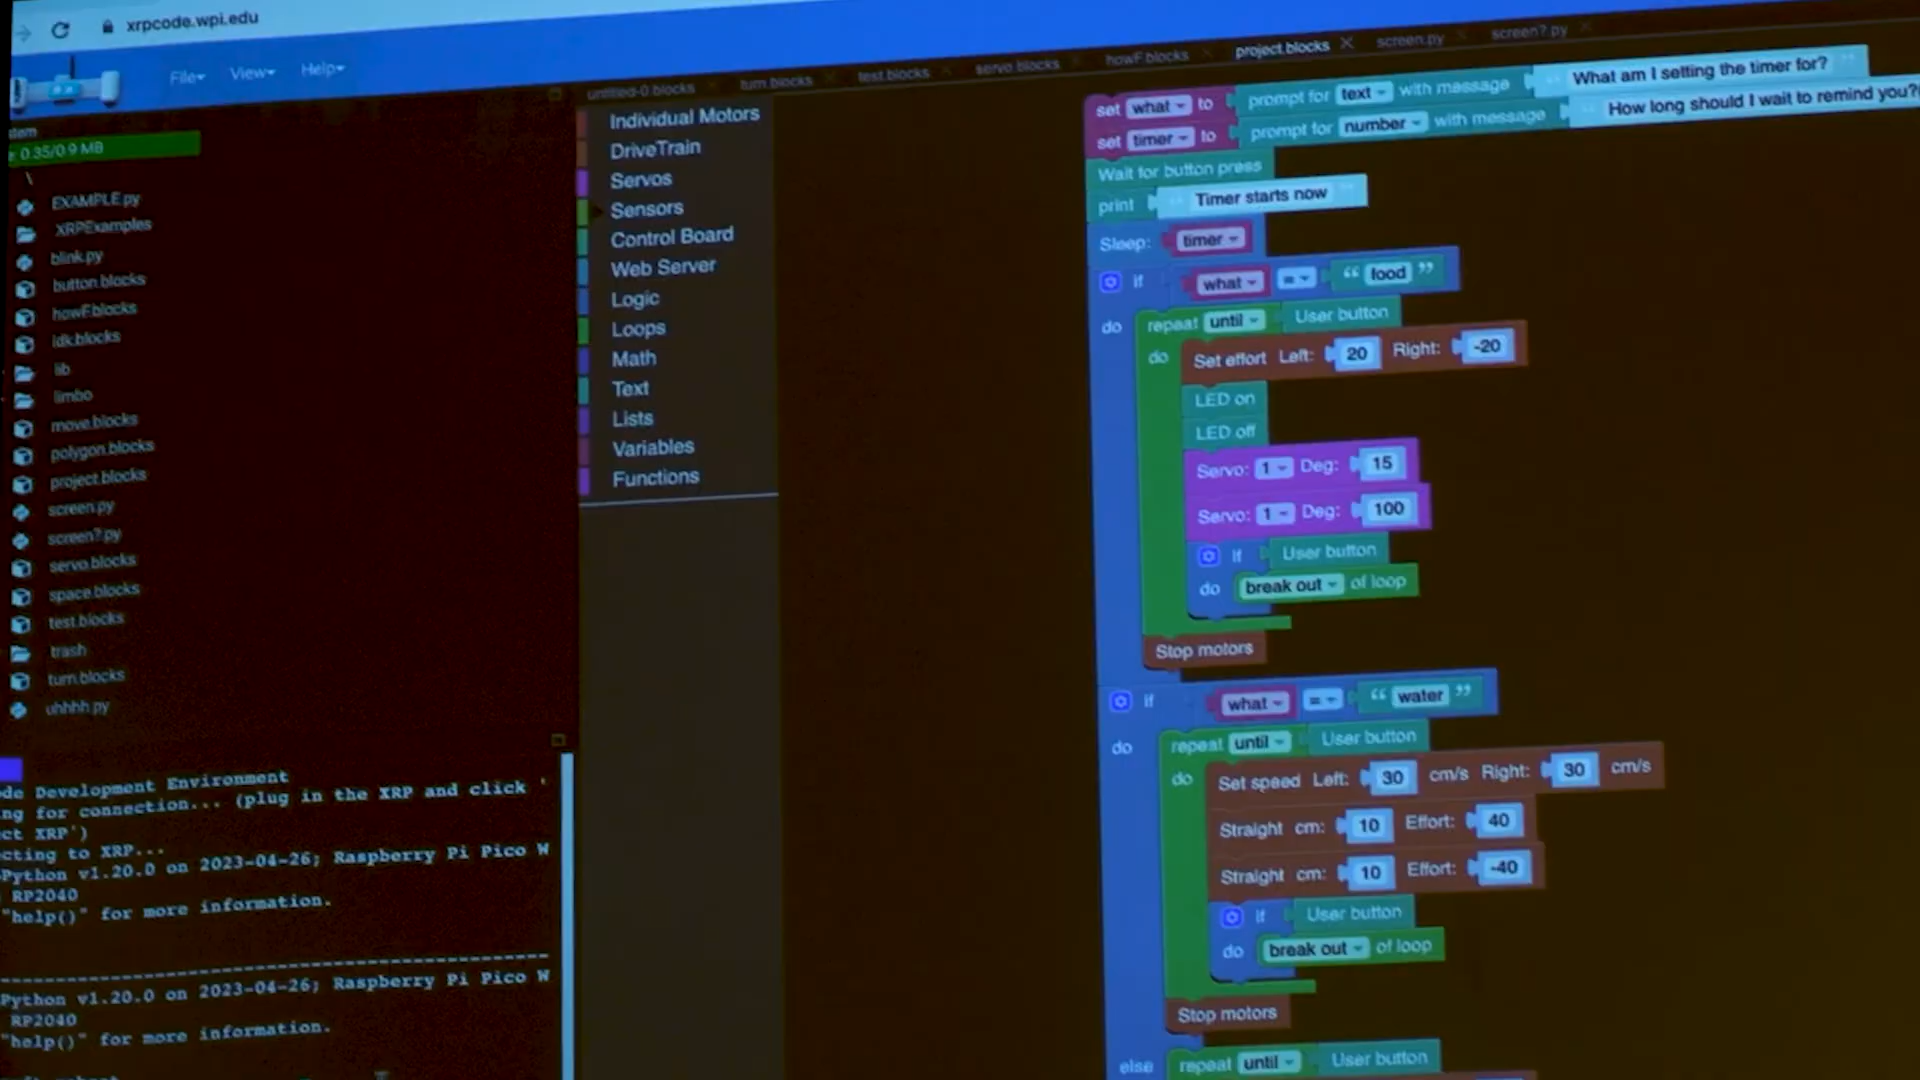 xrpcode.wpi.edu
File View Help
untitled-0.blocks turn.blocks test.blocks servo.blocks howF.blocks project.blocks screen.py screen?.py
0.35/0.9 MB
\
EXAMPLE.py
XRPExamples
blink.py
button.blocks
howF.blocks
idk.blocks
lib
limbo
move.blocks
polygon.blocks
project.blocks
screen.py
screen?.py
servo.blocks
space.blocks
test.blocks
trash
turn.blocks
uhhhh.py
Individual Motors
DriveTrain
Servos
Sensors
Control Board
Web Server
Logic
Loops
Math
Text
Lists
Variables
Functions
set what to prompt for text with message What am I setting the timer for?
set timer to prompt for number with message How long should I wait to remind you?
Wait for button press
print Timer starts now
Sleep: timer
if what = “ food ”
do repeat until User button
do Set effort Left: 20 Right: -20
LED on
LED off
Servo: 1 Deg: 15
Servo: 1 Deg: 100
if User button
do break out of loop
Stop motors
if what = “ water ”
do repeat until User button
do Set speed Left: 30 cm/s Right: 30 cm/s
Straight cm: 10 Effort: 40
Straight cm: 10 Effort: -40
if User button
do break out of loop
Stop motors
else repeat until User button
de Development Environment
ng for connection... (plug in the XRP and click '
ct XRP')
cting to XRP...
Python v1.20.0 on 2023-04-26; Raspberry Pi Pico W
RP2040
"help()" for more information.
Python v1.20.0 on 2023-04-26; Raspberry Pi Pico W
RP2040
"help()" for more information.